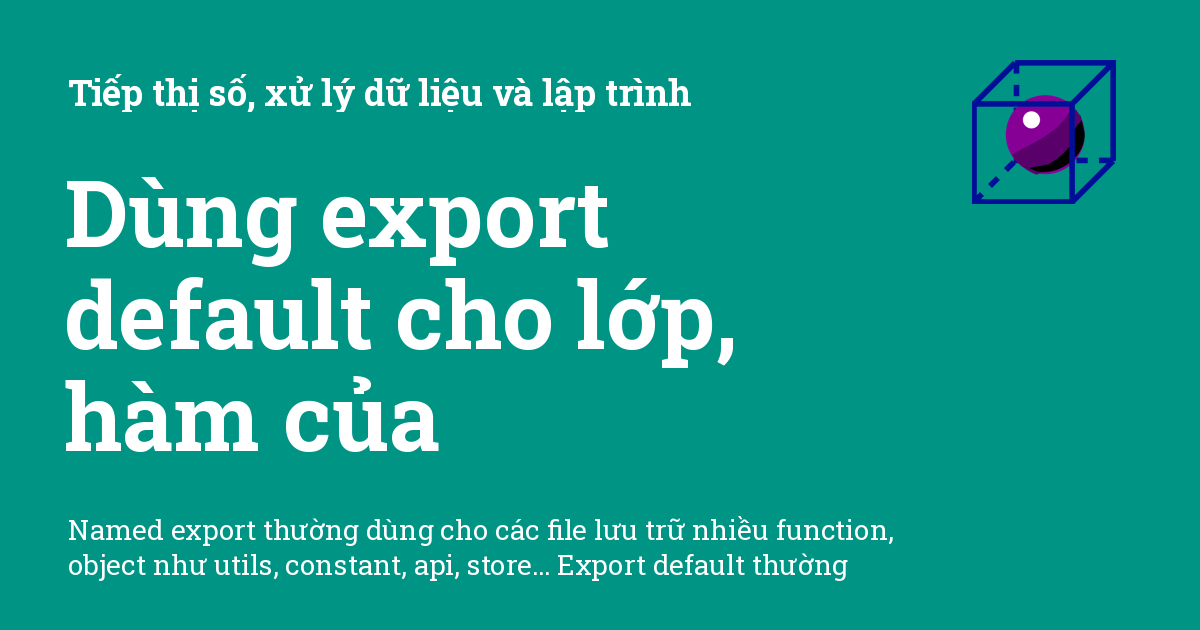 Tiếp thị số, xử lý dữ liệu và lập trình
Dùng export
default cho lớp,
hàm của
Named export thường dùng cho các file lưu trữ nhiều function,
object như utils, constant, api, store... Export default thường